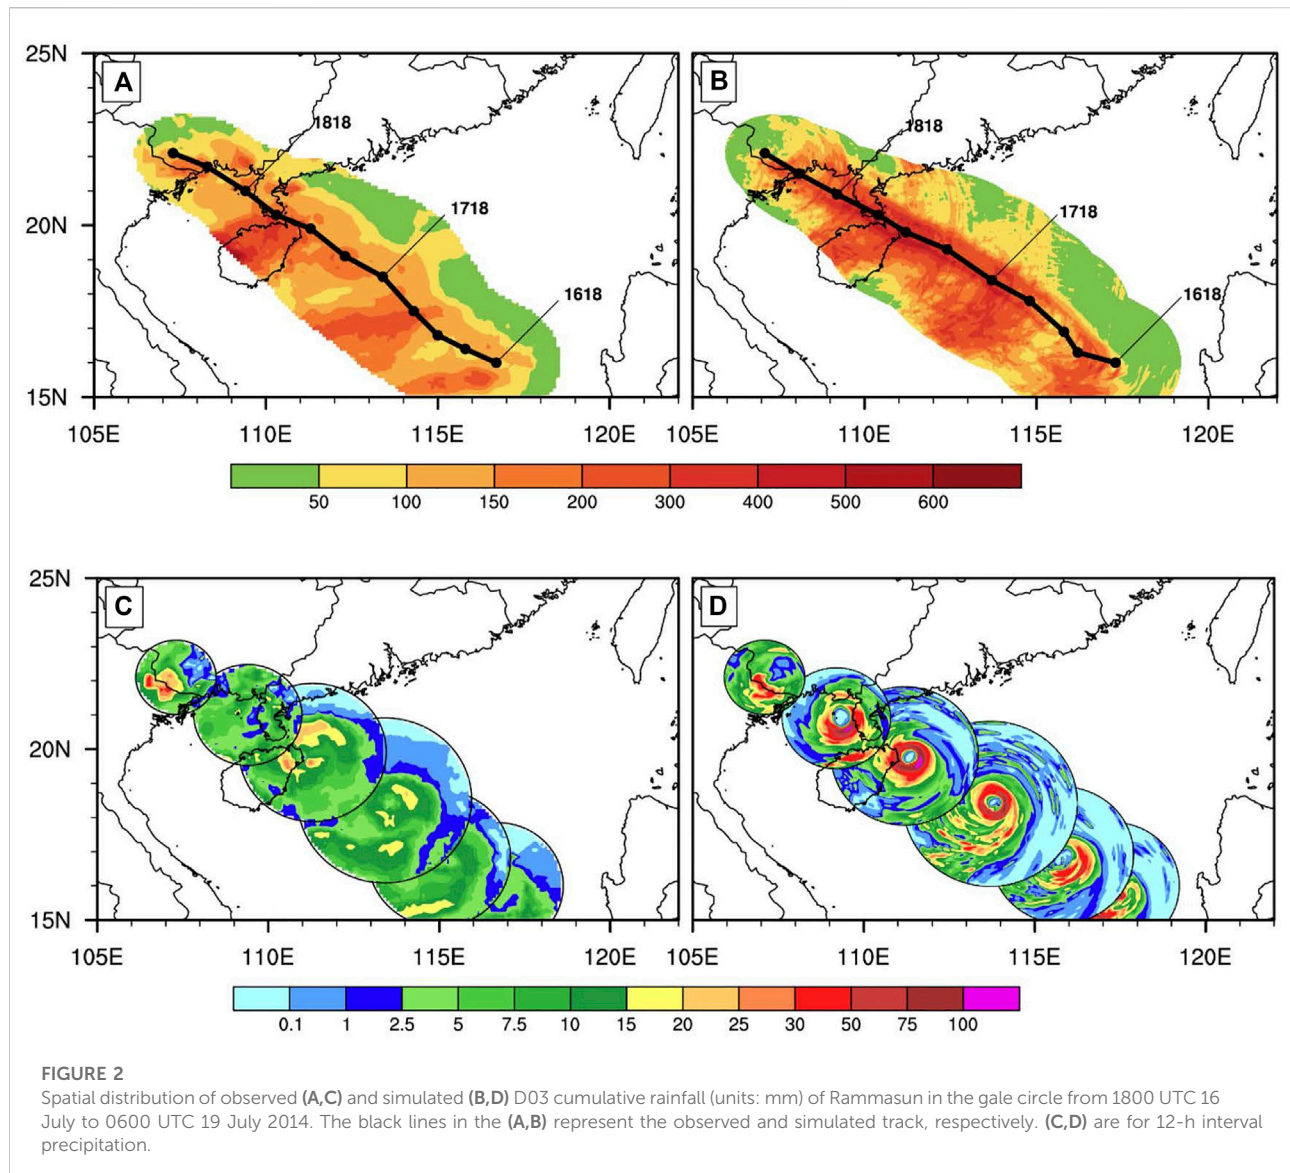 25N
20N
15N
A
1818
1718
1618
B
1818
1718
1618
105E 110E 115E 120E 105E 110E 115E 120E
50 100 150 200 300 400 500 600
25N
20N
15N
C
D
105E 110E 115E 120E 105E 110E 115E 120E
0.1 1 2.5 5 7.5 10 15 20 25 30 50 75 100
FIGURE 2
Spatial distribution of observed (A,C) and simulated (B,D) D03 cumulative rainfall (units: mm) of Rammasun in the gale circle from 1800 UTC 16
July to 0600 UTC 19 July 2014. The black lines in the (A,B) represent the observed and simulated track, respectively. (C,D) are for 12-h interval
precipitation.